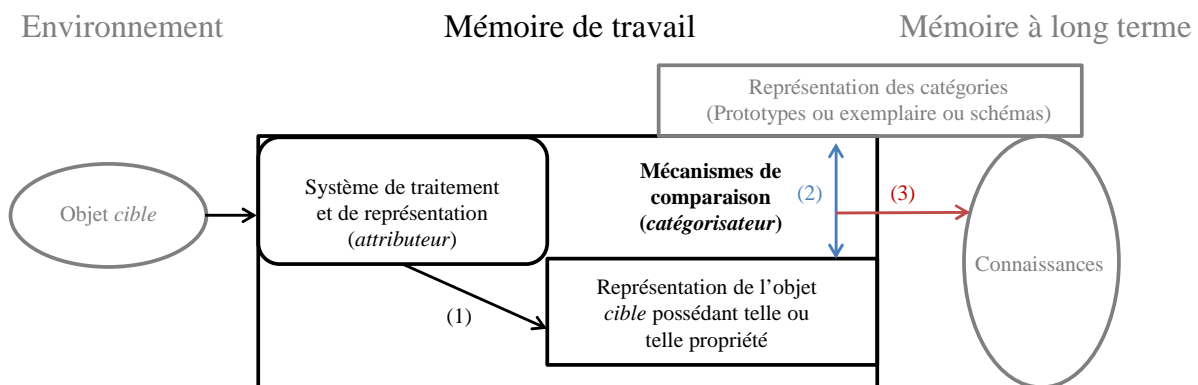 Environnement
Mémoire de travail
Mémoire à long terme
Représentation des catégories
(Prototypes ou exemplaire ou schémas)
Système de traitement
et de représentation
(attributeur)
Mécanismes de
comparaison
(catégorisateur)
(2)
(3)
Objet cible
Connaissances
(1)
Représentation de l’objet
cible possédant telle ou
telle propriété